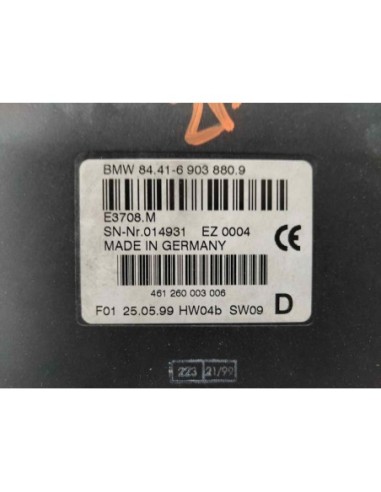 BMW 84.41-6 903 880.9
E3708.M
SN-Nr.014931 EZ 0004
MADE IN GERMANY
CE
461 260 003 006
F01 25.05.99 HW04b SW09 D
223 21/99